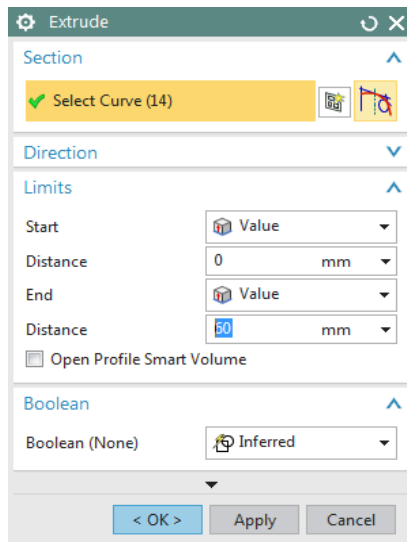 Extrude
Section
Select Curve (14)
Direction
Limits
Start Value
Distance 0 mm
End Value
Distance 60 mm
Open Profile Smart Volume
Boolean
Boolean (None) Inferred
< OK > Apply Cancel